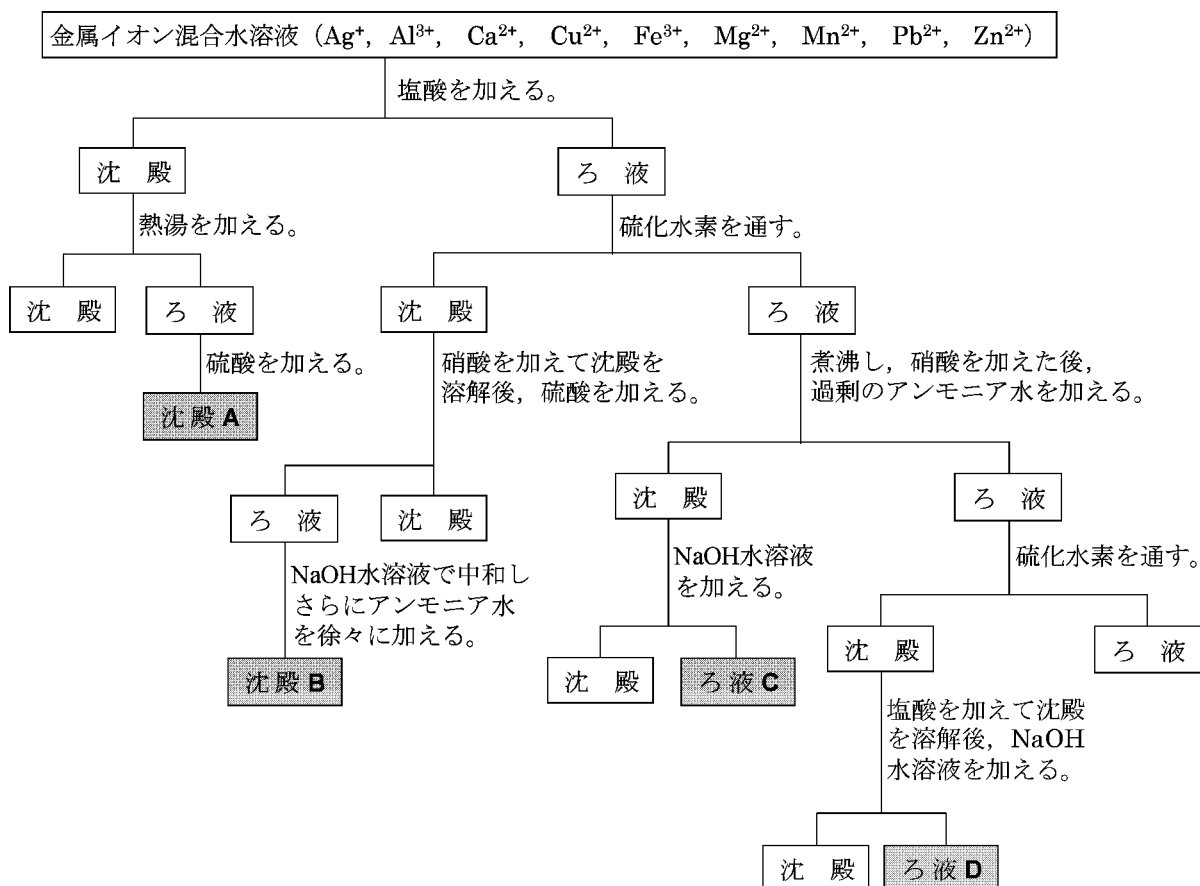 金属イオン混合水溶液（Ag⁺, Al³⁺, Ca²⁺, Cu²⁺, Fe³⁺, Mg²⁺, Mn²⁺, Pb²⁺, Zn²⁺）
塩酸を加える。
沈 殿
ろ 液
熱湯を加える。
硫化水素を通す。
沈 殿
ろ 液
沈 殿
ろ 液
硫酸を加える。
硝酸を加えて沈殿を
溶解後，硫酸を加える。
煮沸し，硝酸を加えた後，
過剰のアンモニア水を加える。
沈殿A
ろ 液
沈 殿
沈 殿
ろ 液
NaOH水溶液で中和し
さらにアンモニア水
を徐々に加える。
NaOH水溶液
を加える。
硫化水素を通す。
沈殿B
沈 殿
ろ液C
沈 殿
ろ 液
塩酸を加えて沈殿
を溶解後，NaOH
水溶液を加える。
沈 殿
ろ液D